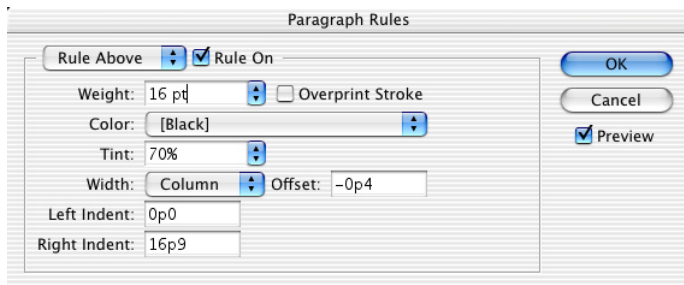 Paragraph Rules
Rule Above Rule On
OK
Weight: 16 pt Overprint Stroke
Cancel
Color: [Black]
Preview
Tint: 70%
Width: Column Offset: -0p4
Left Indent: 0p0
Right Indent: 16p9